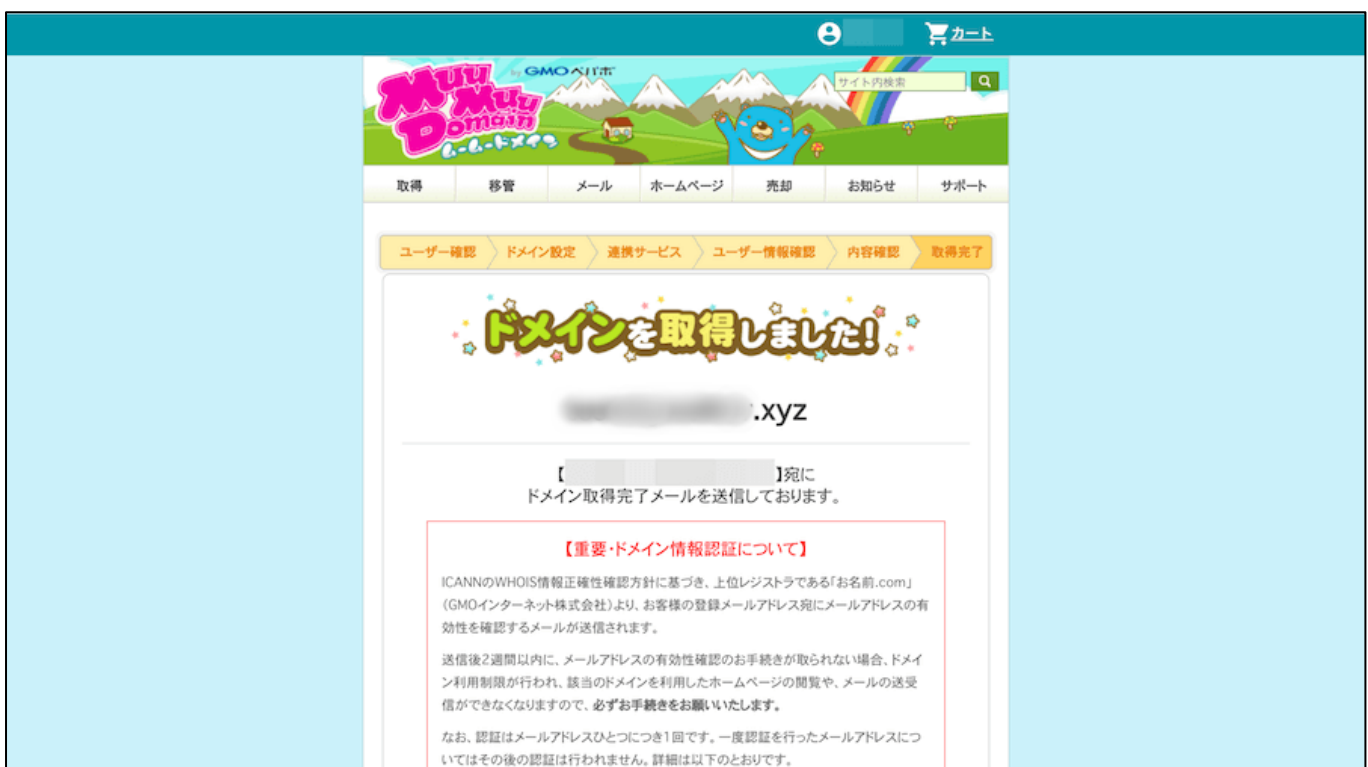 カート
by GMOペパボ
MuuMuu Domain
ムームードメイン
サイト内検索
取得 移管 メール ホームページ 売却 お知らせ サポート
ユーザー確認 ドメイン設定 連携サービス ユーザー情報確認 内容確認 取得完了
ドメインを取得しました!
.xyz
【 】宛に
ドメイン取得完了メールを送信しております。
【重要・ドメイン情報認証について】
ICANNのWHOIS情報正確性確認方針に基づき、上位レジストラである「お名前.com」
(GMOインターネット株式会社)より、お客様の登録メールアドレス宛にメールアドレスの有
効性を確認するメールが送信されます。
送信後2週間以内に、メールアドレスの有効性確認のお手続きが取られない場合、ドメイ
ン利用制限が行われ、該当のドメインを利用したホームページの閲覧や、メールの送受
信ができなくなりますので、必ずお手続きをお願いいたします。
なお、認証はメールアドレスひとつにつき1回です。一度認証を行ったメールアドレスにつ
いてはその後の認証は行われません。詳細は以下のとおりです。